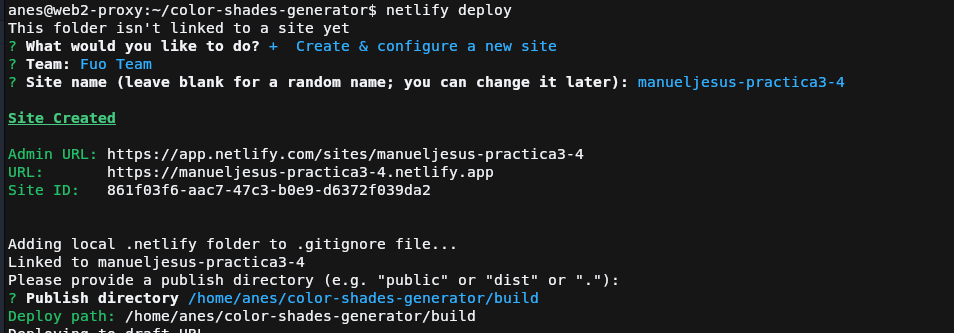 anes@web2-proxy:~/color-shades-generator$ netlify deploy
This folder isn't linked to a site yet
? What would you like to do? +  Create & configure a new site
? Team: Fuo Team
? Site name (leave blank for a random name; you can change it later): manueljesus-practica3-4
Site Created
Admin URL: https://app.netlify.com/sites/manueljesus-practica3-4
URL:       https://manueljesus-practica3-4.netlify.app
Site ID:   861f03f6-aac7-47c3-b0e9-d6372f039da2
Adding local .netlify folder to .gitignore file...
Linked to manueljesus-practica3-4
Please provide a publish directory (e.g. "public" or "dist" or "."):
? Publish directory /home/anes/color-shades-generator/build
Deploy path: /home/anes/color-shades-generator/build
Deploying to draft URL